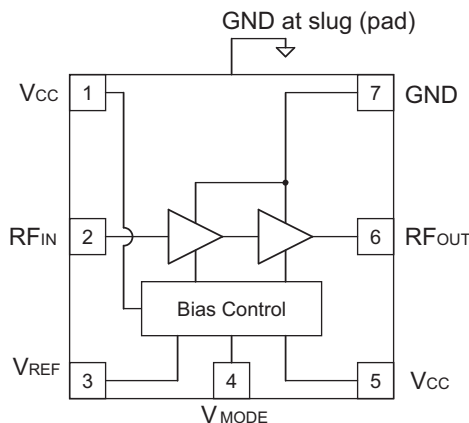 GND at slug (pad)
VCC 1
7 GND
RFIN 2
6 RFOUT
Bias Control
VREF 3
4
5 VCC
VMODE